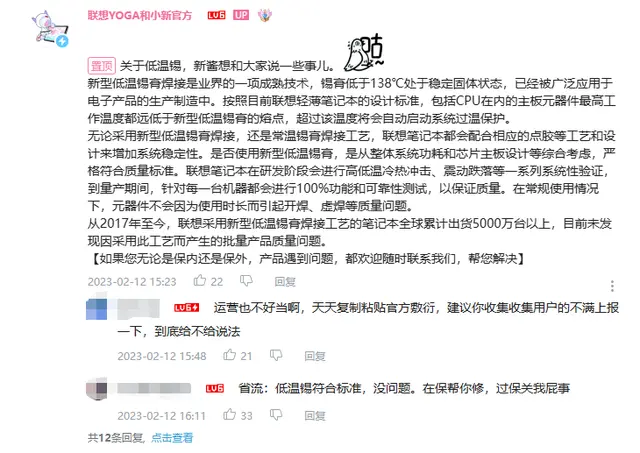 联想YOGA和小新官方 LV6 UP
置顶 关于低温锡，新酱想和大家说一些事儿。 咕
新型低温锡膏焊接是业界的一项成熟技术，锡膏低于138℃处于稳定固体状态，已经被广泛应用于
电子产品的生产制造中。按照目前联想轻薄笔记本的设计标准，包括CPU在内的主板元器件最高工
作温度都远低于新型低温锡膏的熔点，超过该温度将会自动启动系统过温保护。
无论采用新型低温锡膏焊接，还是常温锡膏焊接工艺，联想笔记本都会配合相应的点胶等工艺和设
计来增加系统稳定性。是否使用新型低温锡膏，是从整体系统功耗和芯片主板设计等综合考虑，严
格符合质量标准。联想笔记本在研发阶段会进行高低温冷热冲击、震动跌落等一系列系统性验证，
到量产期间，针对每一台机器都会进行100%功能和可靠性测试，以保证质量。在常规使用情况
下，元器件不会因为使用时长而引起开焊、虚焊等质量问题。
从2017年至今，联想采用新型低温锡膏焊接工艺的笔记本全球累计出货5000万台以上，目前未发
现因采用此工艺而产生的批量产品质量问题。
【如果您无论是保内还是保外，产品遇到问题，都欢迎随时联系我们，帮您解决】
2023-02-12 15:23 22 回复
LV6 运营也不好当啊，天天复制粘贴官方敷衍，建议你收集收集用户的不满上报
一下，到底给不给说法
2023-02-12 15:48 21 回复
LV6 省流：低温锡符合标准，没问题。在保帮你修，过保关我屁事
2023-02-12 16:11 33 回复
共12条回复，点击查看